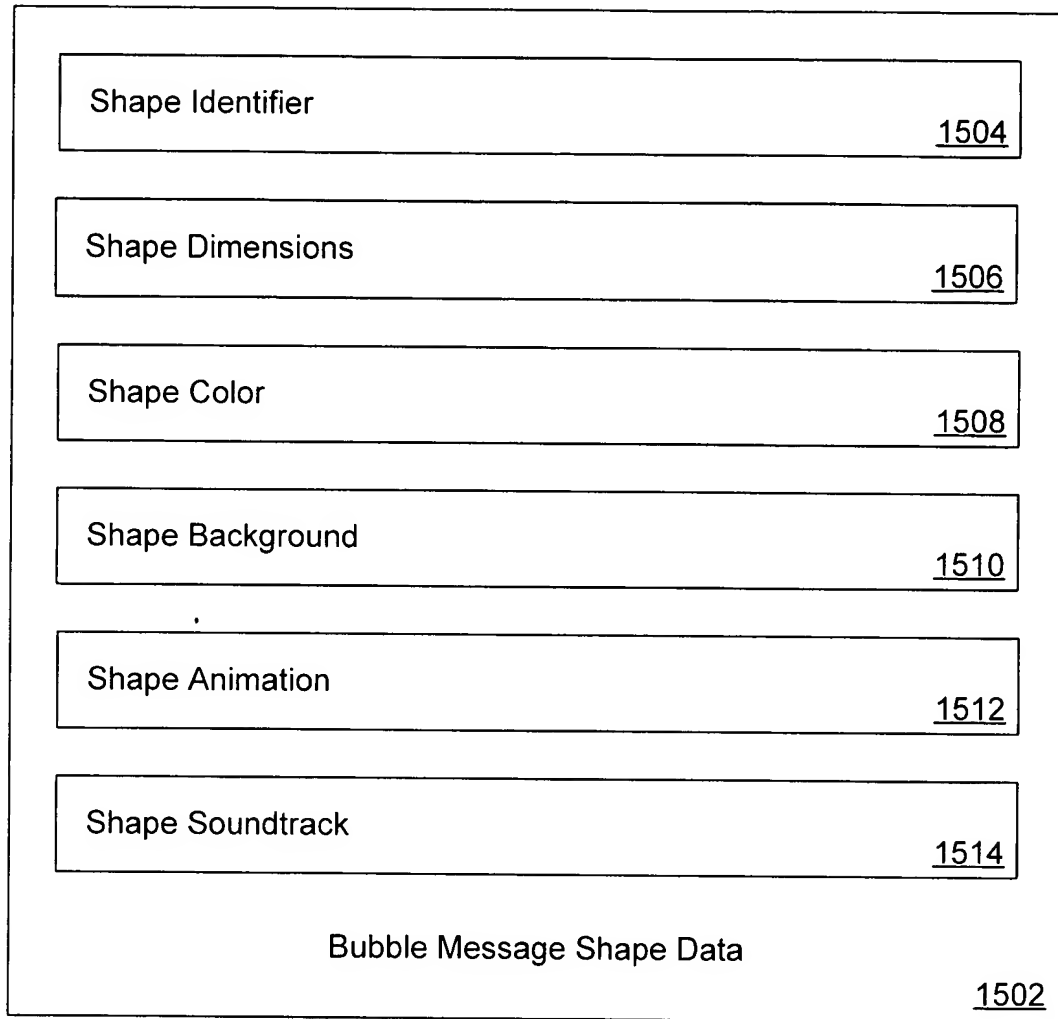 Shape Identifier
1504
Shape Dimensions
1506
Shape Color
1508
Shape Background
1510
Shape Animation
1512
Shape Soundtrack
1514
Bubble Message Shape Data
1502